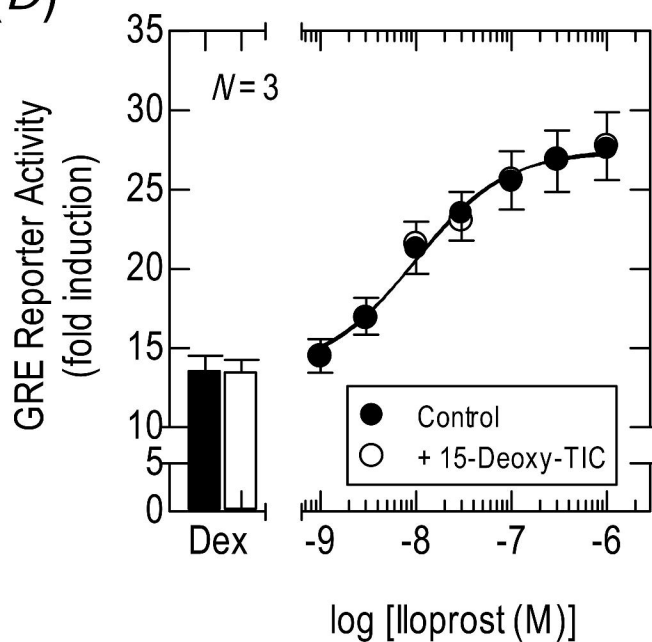 (D)
35
30
25
20
15
10
5
0
GRE Reporter Activity
(fold induction)
N = 3
Control
+ 15-Deoxy-TIC
Dex
-9
-8
-7
-6
log [Iloprost (M)]